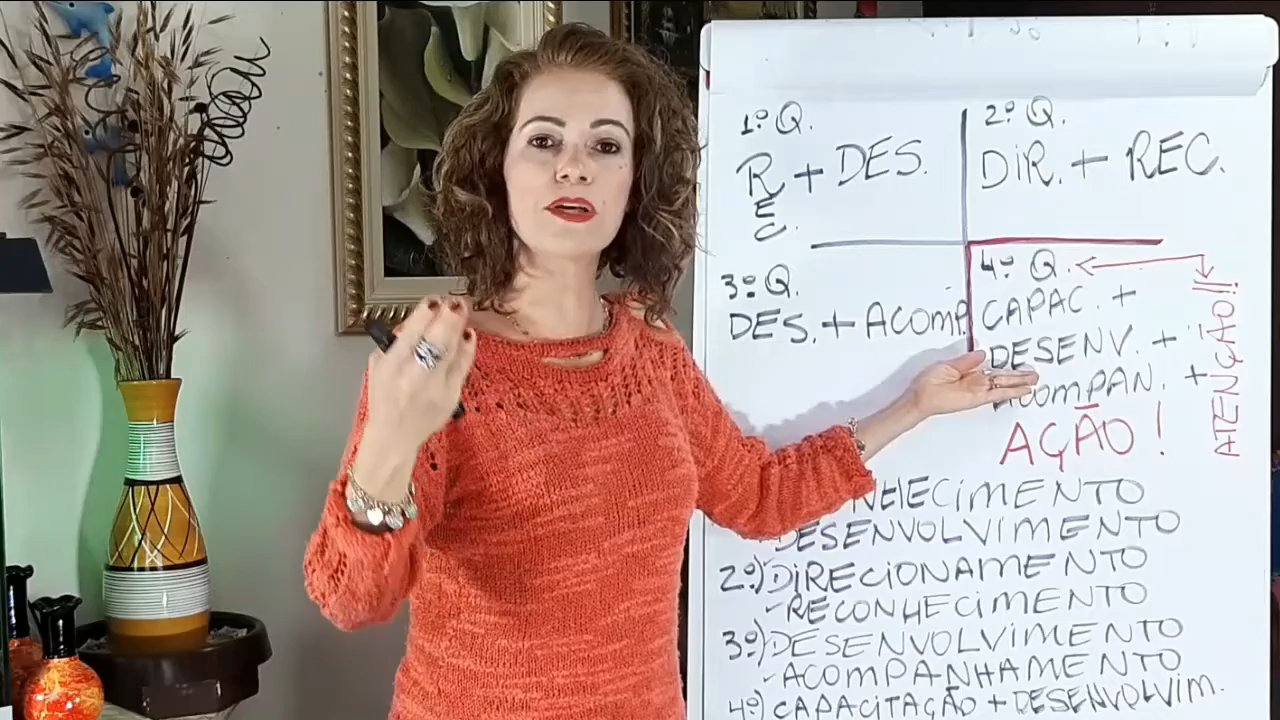 1º Q.
R + DES.
E
C.
2º Q.
DIR. + REC.
3º Q.
DES. + ACOMP
4º Q.
CAPAC. +
DESENV. +
ACOMPAN. +
AÇÃO!
ATENÇÃO!!
DESENVOLVIMENTO
2º) DIRECIONAMENTO
- RECONHECIMENTO
3º) DESENVOLVIMENTO
- ACOMPANHAMENTO
4º) CAPACITAÇÃO + DESENVOLVIM.